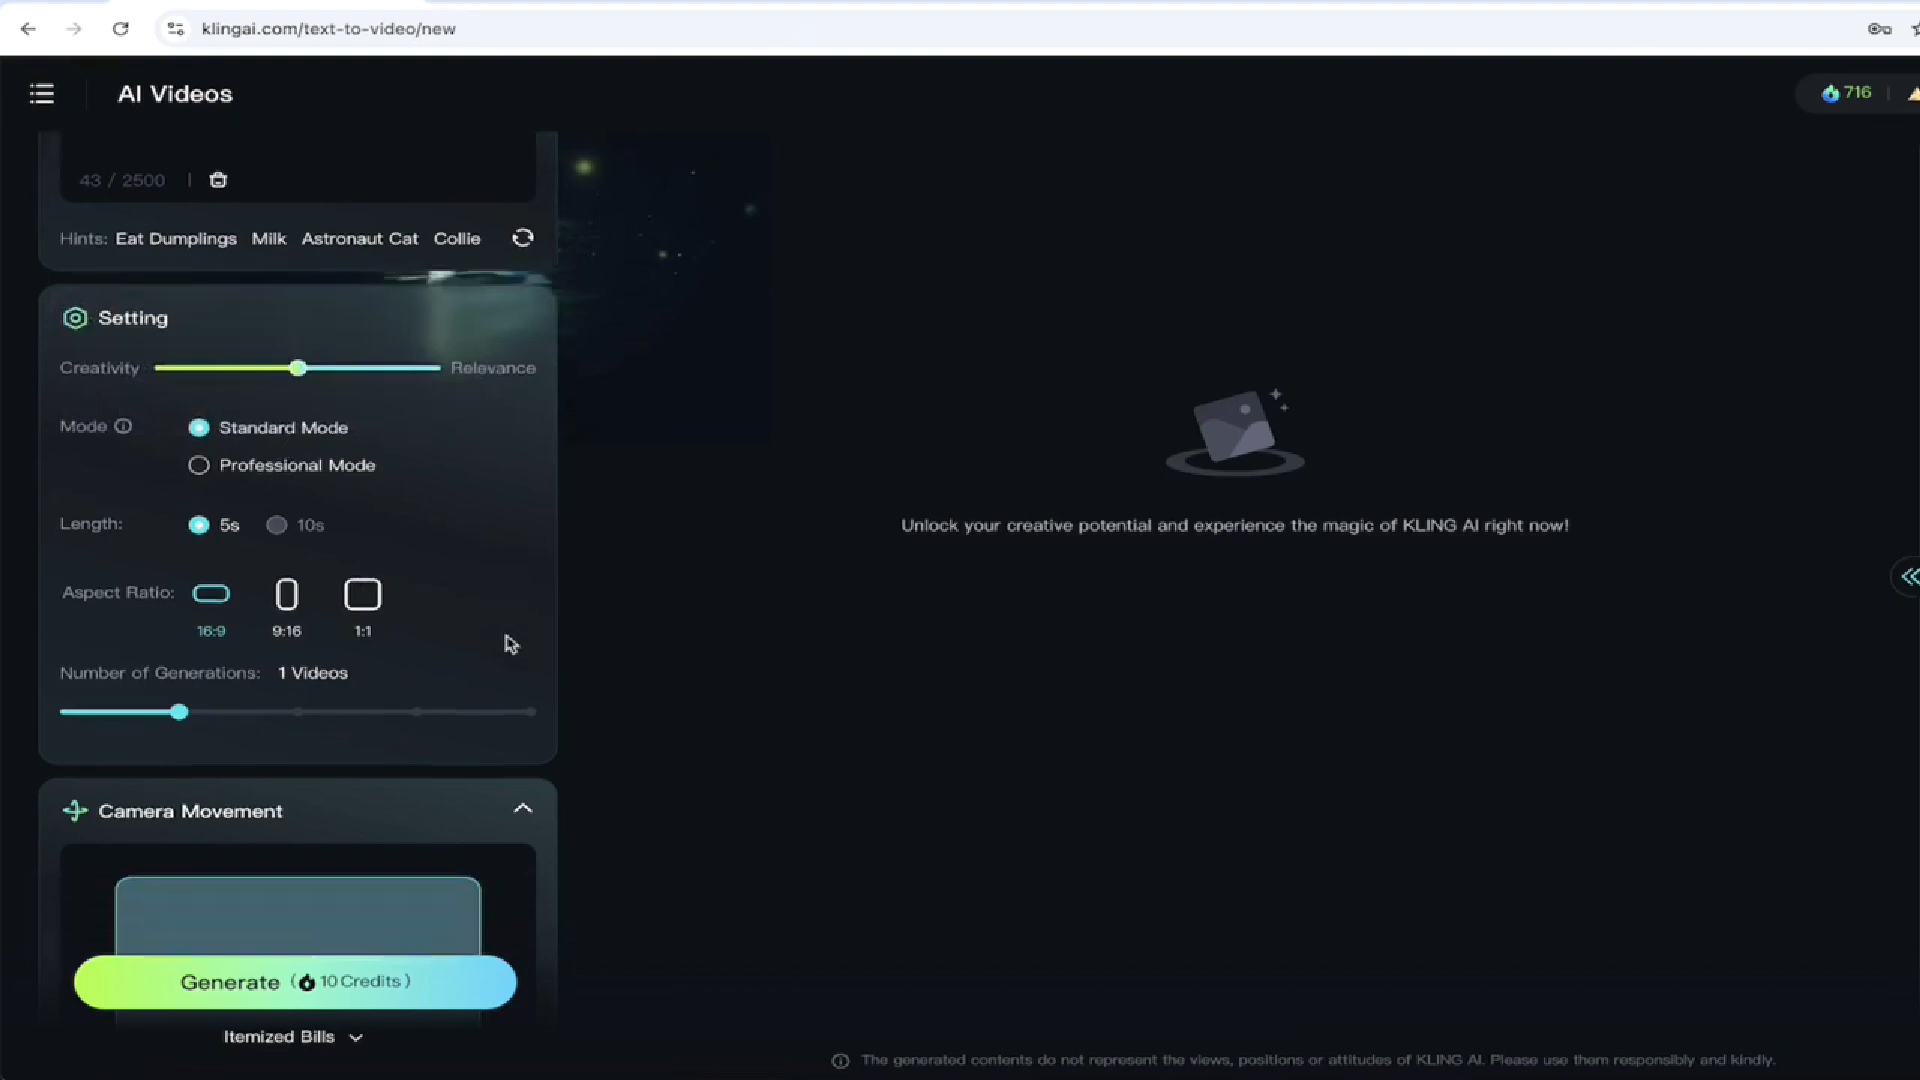 klingai.com/text-to-video/new
AI Videos
716
43 / 2500
Hints: Eat Dumplings Milk Astronaut Cat Collie
Setting
Creativity Relevance
Mode Standard Mode
Professional Mode
Length: 5s 10s
Aspect Ratio:
16:9 9:16 1:1
Number of Generations: 1 Videos
Camera Movement
Generate ( 10 Credits )
Itemized Bills
Unlock your creative potential and experience the magic of KLING AI right now!
The generated contents do not represent the views, positions or attitudes of KLING AI. Please use them responsibly and kindly.